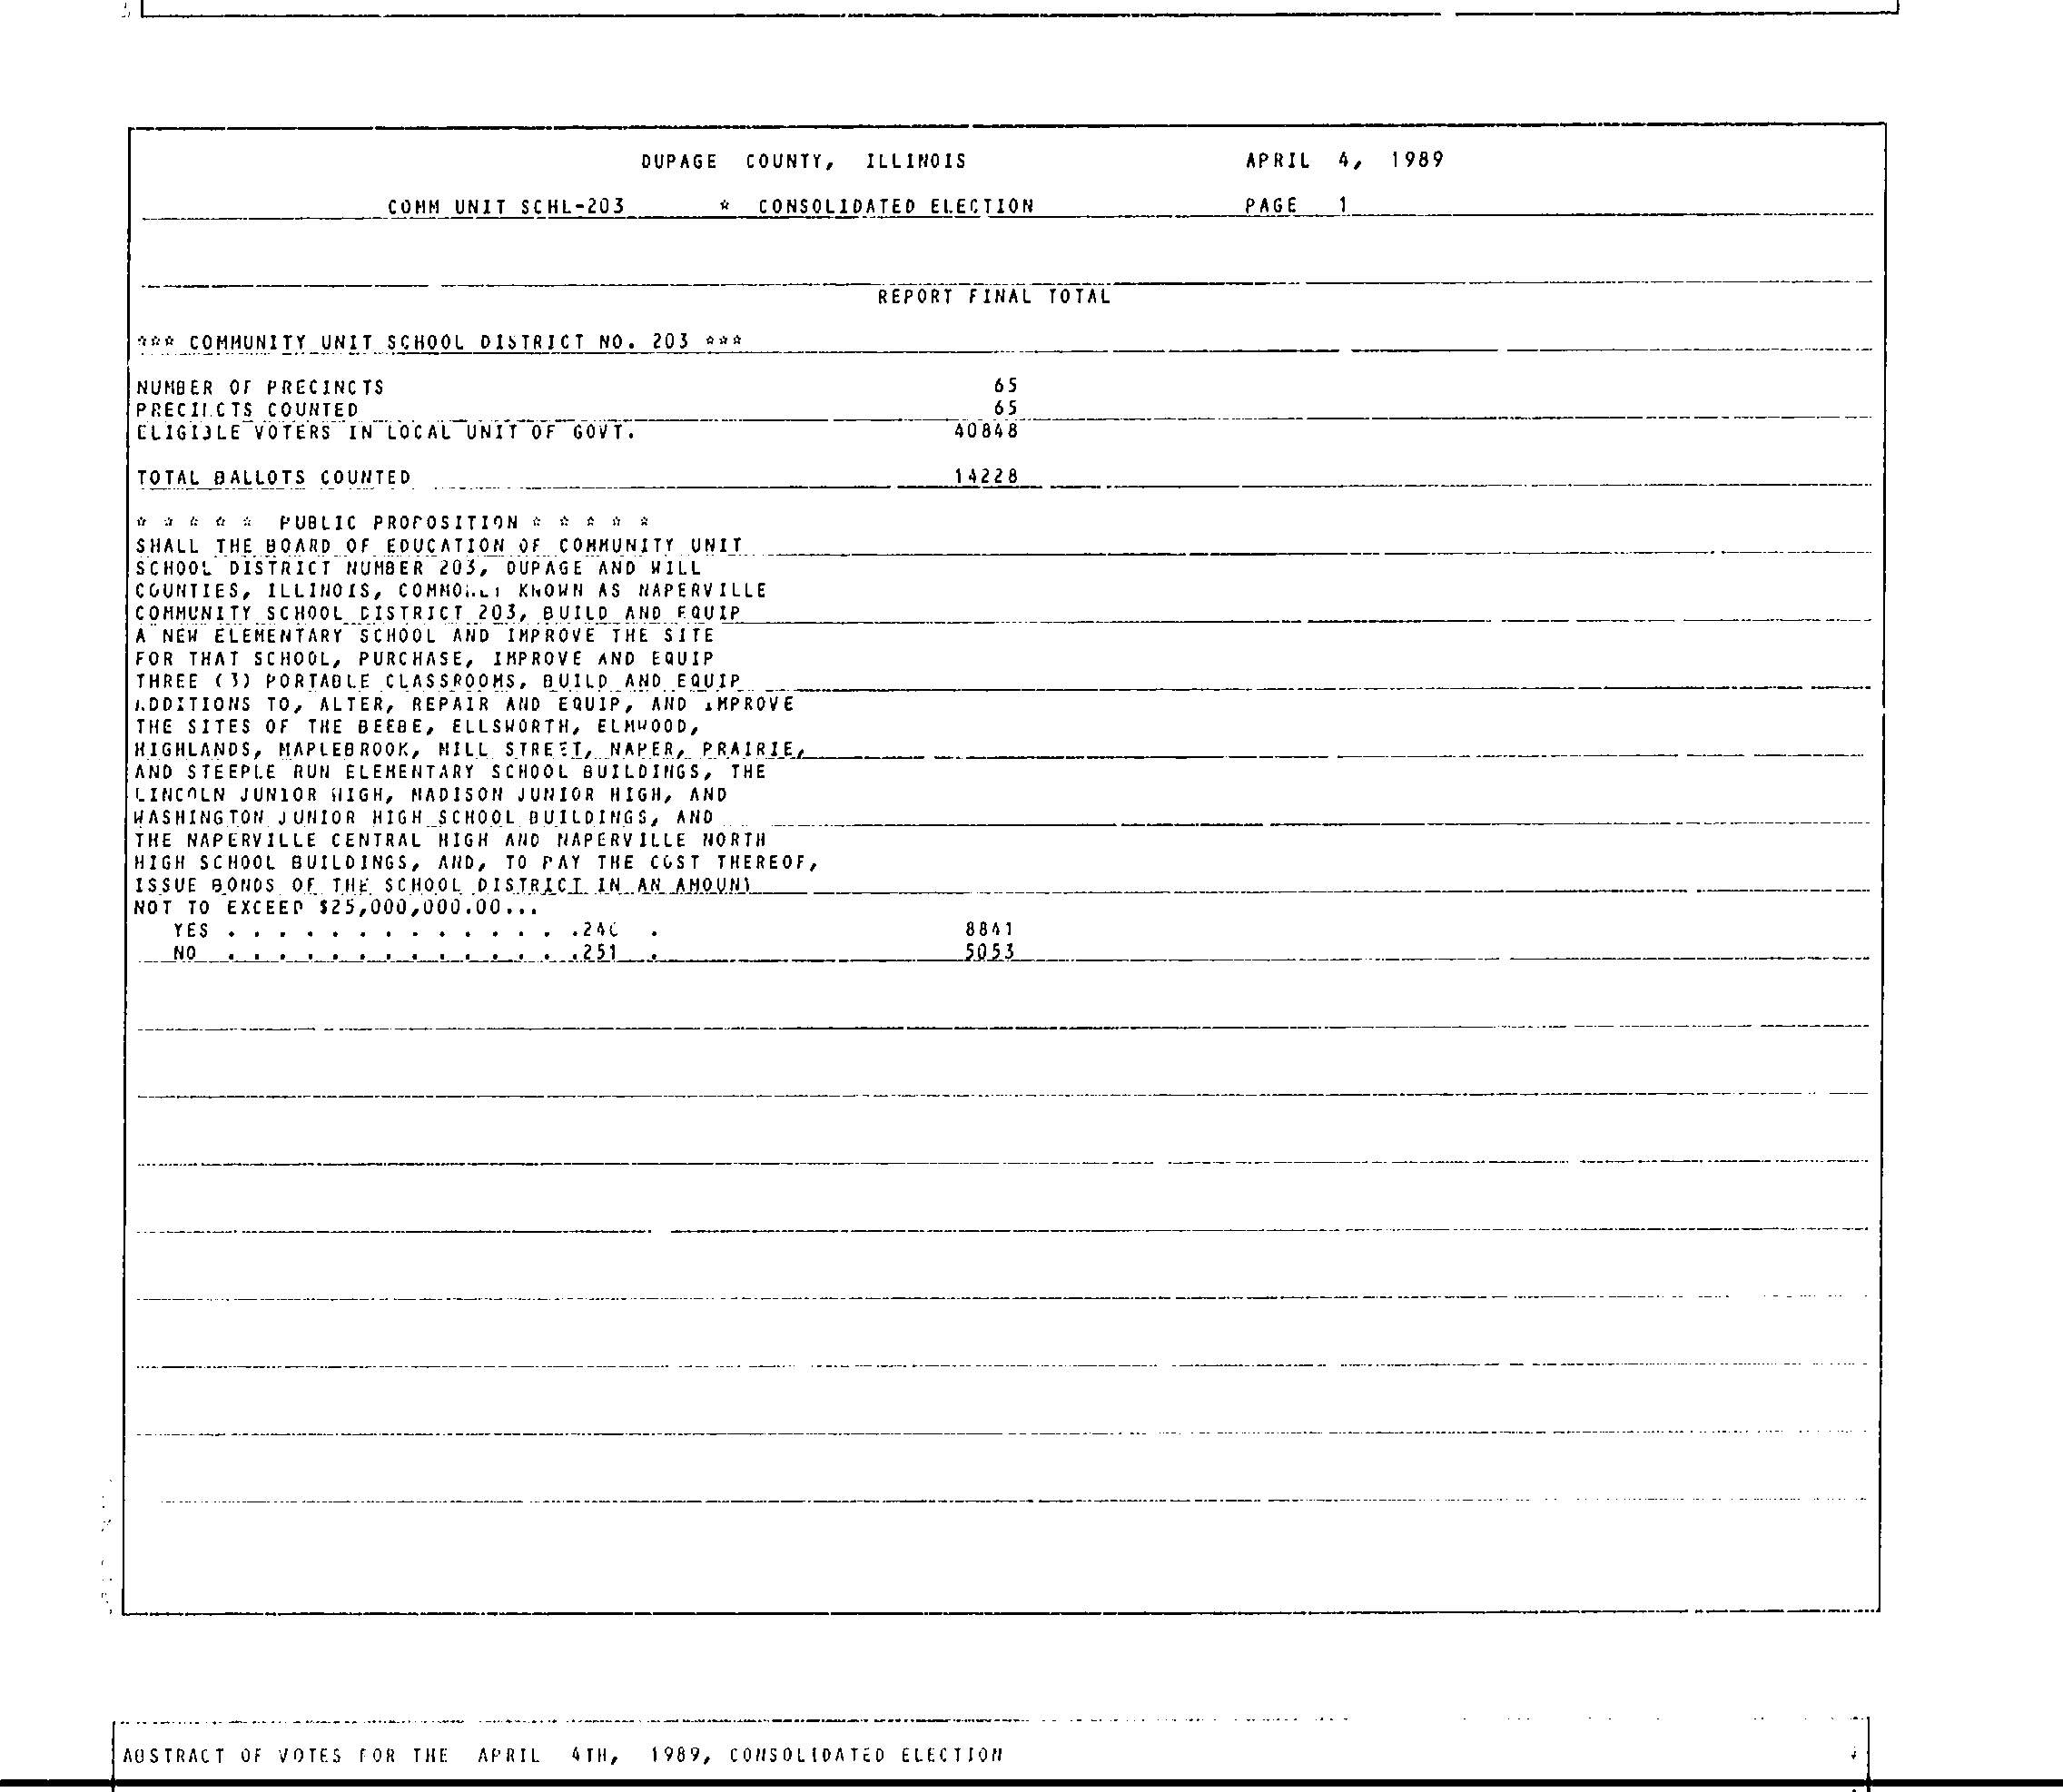 DUPAGE COUNTY, ILLINOIS APRIL 4, 1989
COMM UNIT SCHL-203 * CONSOLIDATED ELECTION PAGE 1
REPORT FINAL TOTAL
*** COMMUNITY UNIT SCHOOL DISTRICT NO. 203 ***
NUMBER OF PRECINCTS 65
PRECINCTS COUNTED 65
ELIGIBLE VOTERS IN LOCAL UNIT OF GOVT. 40848
TOTAL BALLOTS COUNTED 14228
* * * * * PUBLIC PROPOSITION * * * * *
SHALL THE BOARD OF EDUCATION OF COMMUNITY UNIT
SCHOOL DISTRICT NUMBER 203, DUPAGE AND WILL
COUNTIES, ILLINOIS, COMMONLY KNOWN AS NAPERVILLE
COMMUNITY SCHOOL DISTRICT 203, BUILD AND EQUIP
A NEW ELEMENTARY SCHOOL AND IMPROVE THE SITE
FOR THAT SCHOOL, PURCHASE, IMPROVE AND EQUIP
THREE (3) PORTABLE CLASSROOMS, BUILD AND EQUIP
ADDITIONS TO, ALTER, REPAIR AND EQUIP, AND IMPROVE
THE SITES OF THE BEEBE, ELLSWORTH, ELMWOOD,
HIGHLANDS, MAPLEBROOK, MILL STREET, NAPER, PRAIRIE,
AND STEEPLE RUN ELEMENTARY SCHOOL BUILDINGS, THE
LINCOLN JUNIOR HIGH, MADISON JUNIOR HIGH, AND
WASHINGTON JUNIOR HIGH SCHOOL BUILDINGS, AND
THE NAPERVILLE CENTRAL HIGH AND NAPERVILLE NORTH
HIGH SCHOOL BUILDINGS, AND, TO PAY THE COST THEREOF,
ISSUE BONDS OF THE SCHOOL DISTRICT IN AN AMOUNT
NOT TO EXCEED $25,000,000.00...
YES . . . . . . . . . . . . . . . 8841
NO . . . . . . . . . . . . . . .251 . 5053
ABSTRACT OF VOTES FOR THE APRIL 4TH, 1989, CONSOLIDATED ELECTION